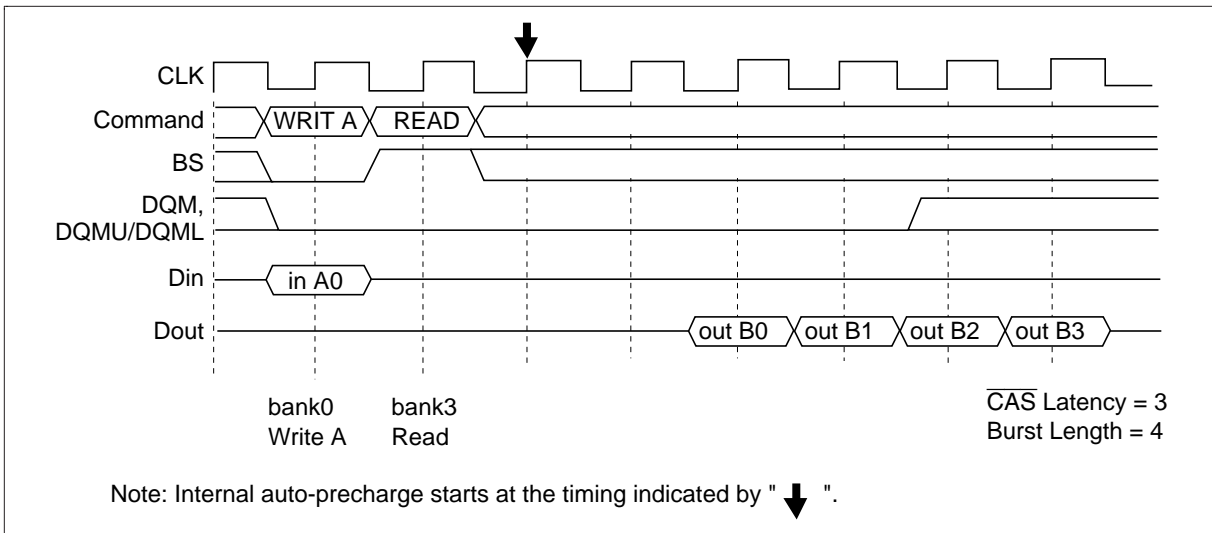 CLK
Command WRIT A READ
BS
DQM,
DQMU/DQML
Din in A0
Dout out B0 out B1 out B2 out B3
bank0 bank3 CAS Latency = 3
Write A Read Burst Length = 4
Note: Internal auto-precharge starts at the timing indicated by " ".